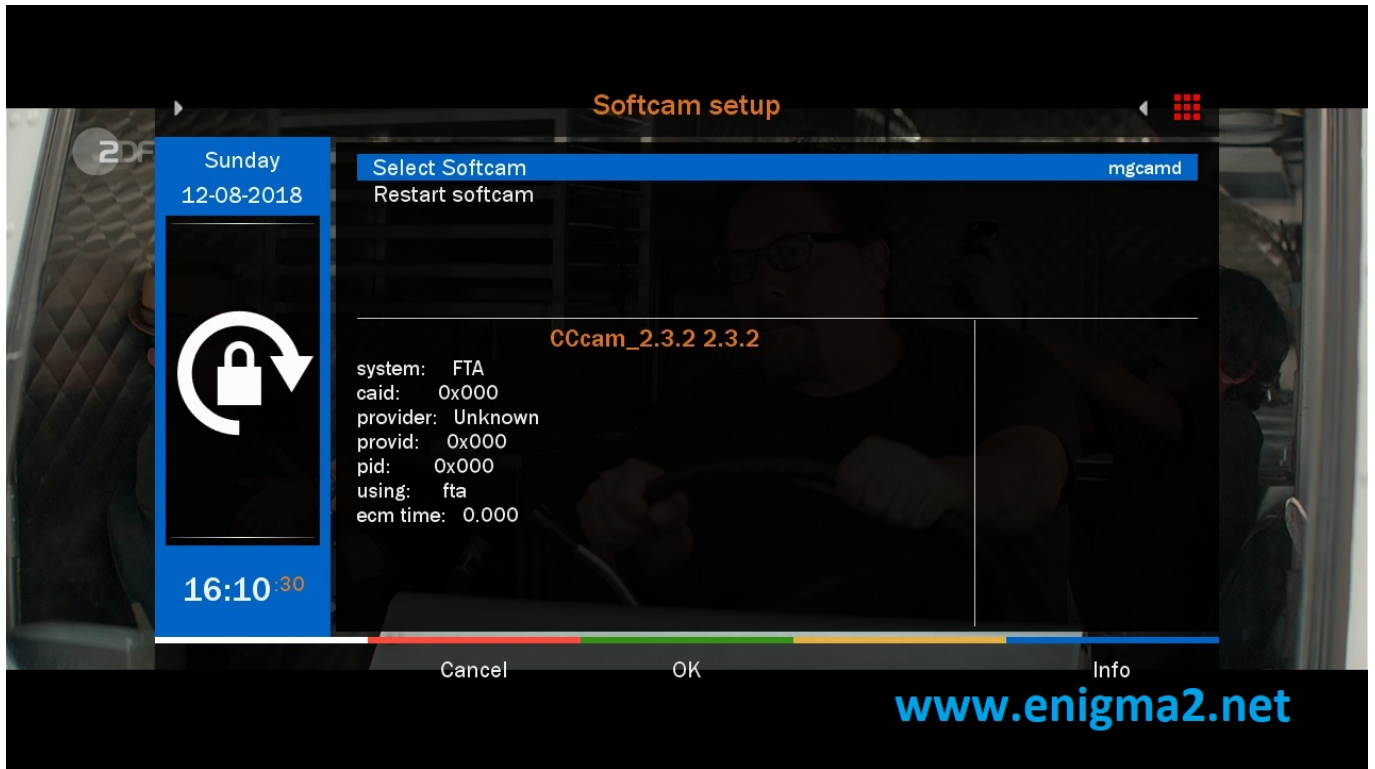 Softcam setup
2DF
Sunday
12-08-2018
Select Softcam mgcamd
Restart softcam
CCcam_2.3.2 2.3.2
system: FTA
caid: 0x000
provider: Unknown
provid: 0x000
pid: 0x000
using: fta
ecm time: 0.000
16:10:30
Cancel OK Info
www.enigma2.net